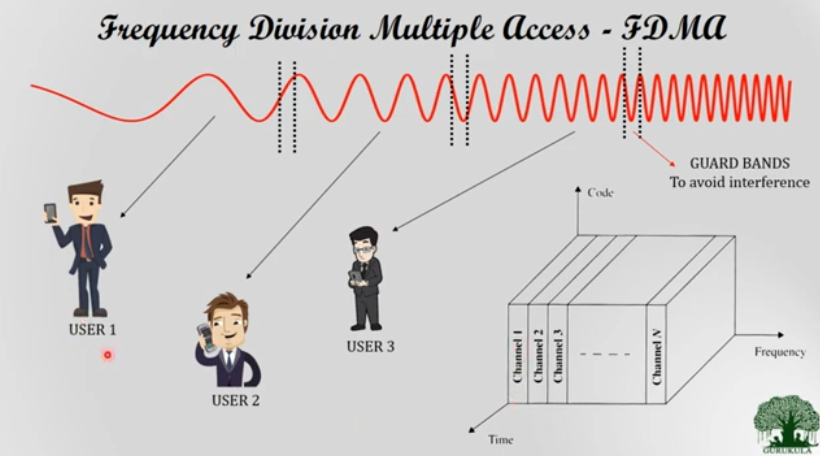 Frequency Division Multiple Access - FDMA
GUARD BANDS
To avoid interference
Code
USER 1
USER 2
USER 3
Channel 1
Channel 2
Channel 3
Channel N
Frequency
Time
GURUKULA